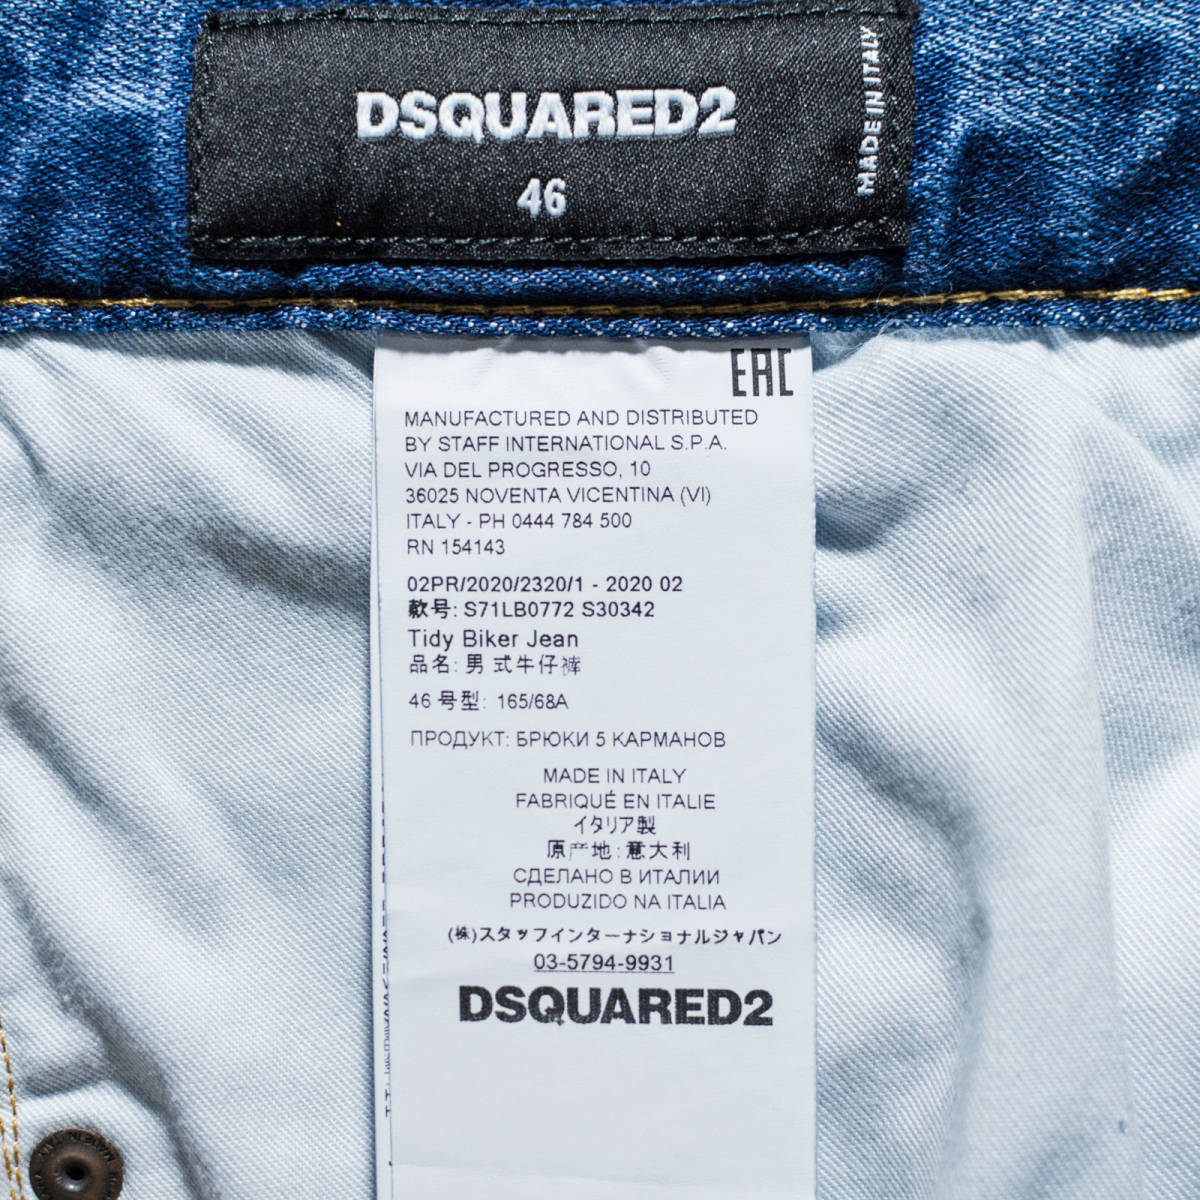 DSQUARED2
46
MADE IN ITALY
EAC
MANUFACTURED AND DISTRIBUTED
BY STAFF INTERNATIONAL S.P.A.
VIA DEL PROGRESSO, 10
36025 NOVENTA VICENTINA (VI)
ITALY - PH 0444 784 500
RN 154143
02PR/2020/2320/1 - 2020 02
款号: S71LB0772 S30342
Tidy Biker Jean
品名: 男式牛仔裤
46 号型: 165/68A
ПРОДУКТ: БРЮКИ 5 КАРМАНОВ
MADE IN ITALY
FABRIQUÉ EN ITALIE
イタリア製
原产地:意大利
СДЕЛАНО В ИТАЛИИ
PRODUZIDO NA ITALIA
(株)スタッフインターナショナルジャパン
03-5794-9931
DSQUARED2